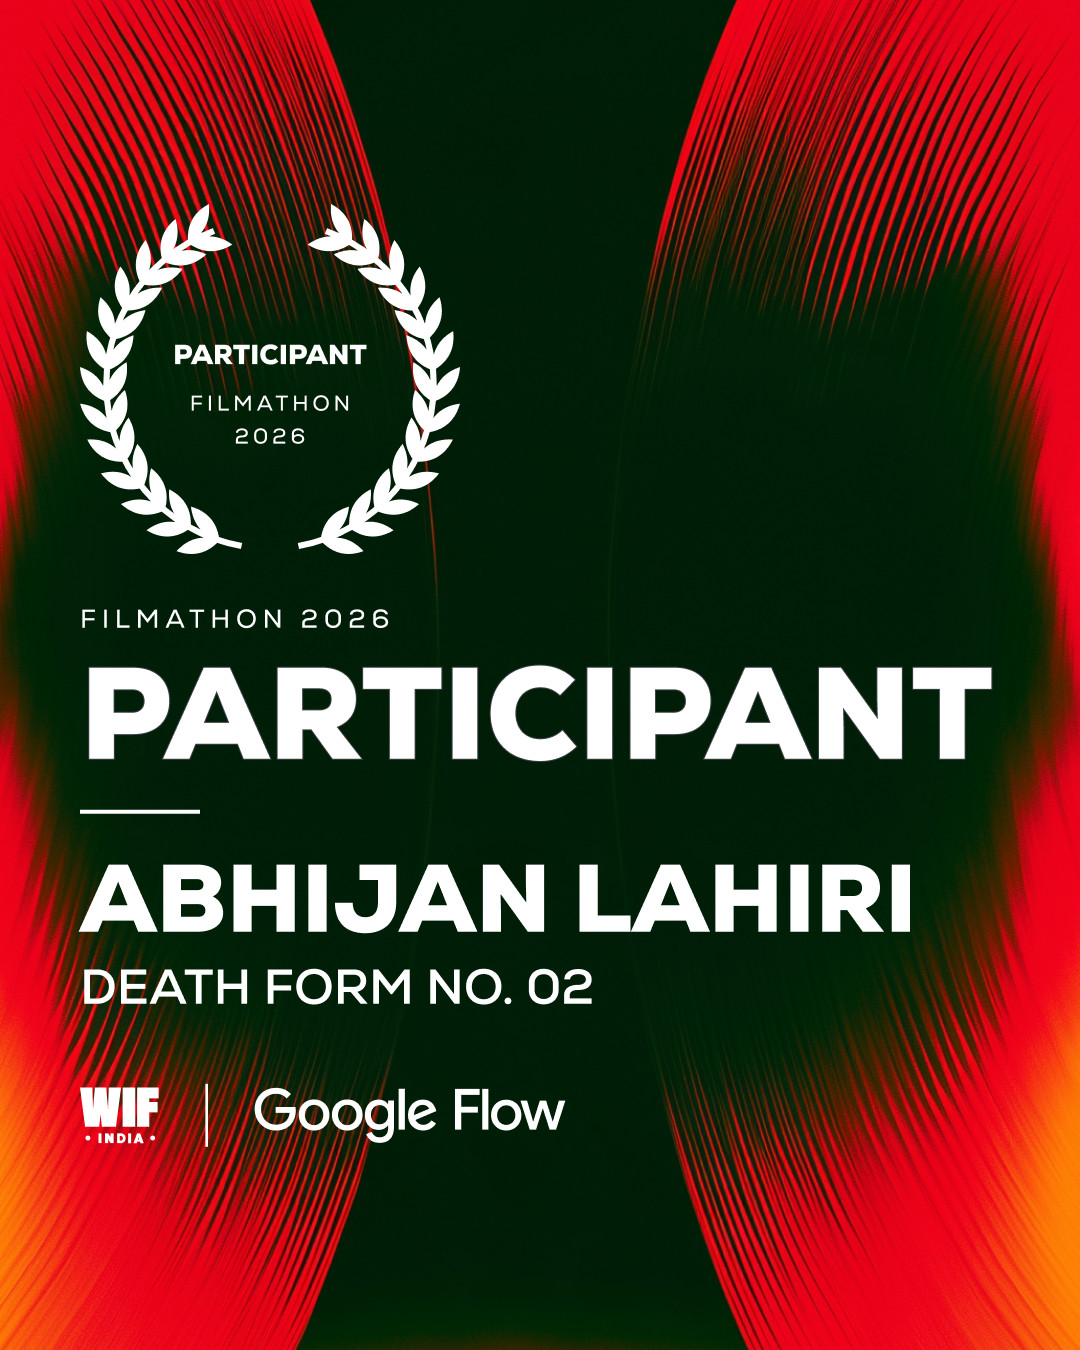 PARTICIPANT
FILMATHON
2026
FILMATHON 2026
PARTICIPANT
ABHIJAN LAHIRI
DEATH FORM NO. 02
WIF
• INDIA •
Google Flow